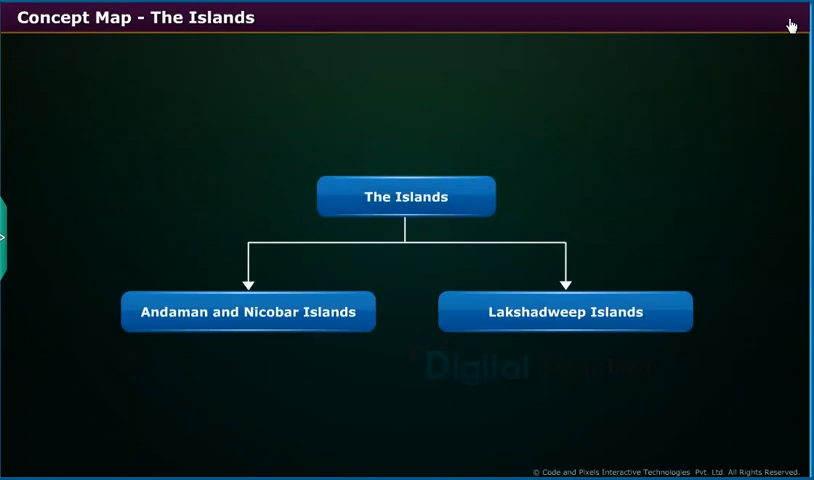 Concept Map - The Islands
The Islands
Andaman and Nicobar Islands
Lakshadweep Islands
Digital
© Code and Pixels Interactive Technologies Pvt. Ltd. All Rights Reserved.